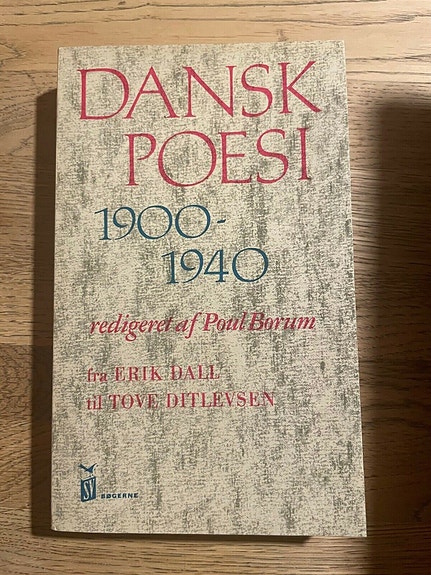 DANSK
POESI
1900-
1940
redigeret af Poul Borum
fra ERIK DALL
til TOVE DITLEVSEN
SV
BØGERNE